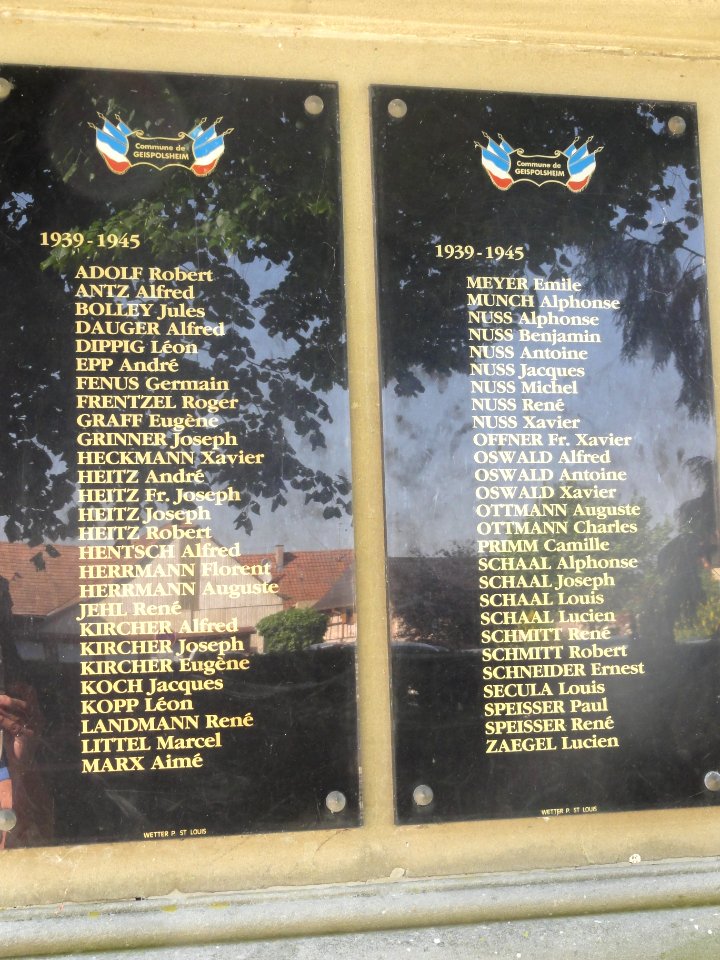 Commune de
GEISPOLSHEIM
1939-1945
ADOLF Robert
ANTZ Alfred
BOLLEY Jules
DAUGER Alfred
DIPPIG Léon
EPP André
FENUS Germain
FRENTZEL Roger
GRAFF Eugène
GRINNER Joseph
HECKMANN Xavier
HEITZ André
HEITZ Fr. Joseph
HEITZ Joseph
HEITZ Robert
HENTSCH Alfred
HERRMANN Florent
HERRMANN Auguste
JEHL René
KIRCHER Alfred
KIRCHER Joseph
KIRCHER Eugène
KOCH Jacques
KOPP Léon
LANDMANN René
LITTEL Marcel
MARX Aimé
WETTER P. ST LOUIS
Commune de
GEISPOLSHEIM
1939-1945
MEYER Emile
MUNCH Alphonse
NUSS Alphonse
NUSS Benjamin
NUSS Antoine
NUSS Jacques
NUSS Michel
NUSS René
NUSS Xavier
OFFNER Fr. Xavier
OSWALD Alfred
OSWALD Antoine
OSWALD Xavier
OTTMANN Auguste
OTTMANN Charles
PRIMM Camille
SCHAAL Alphonse
SCHAAL Joseph
SCHAAL Louis
SCHAAL Lucien
SCHMITT René
SCHMITT Robert
SCHNEIDER Ernest
SECULA Louis
SPEISSER Paul
SPEISSER René
ZAEGEL Lucien
WETTER P. ST LOUIS